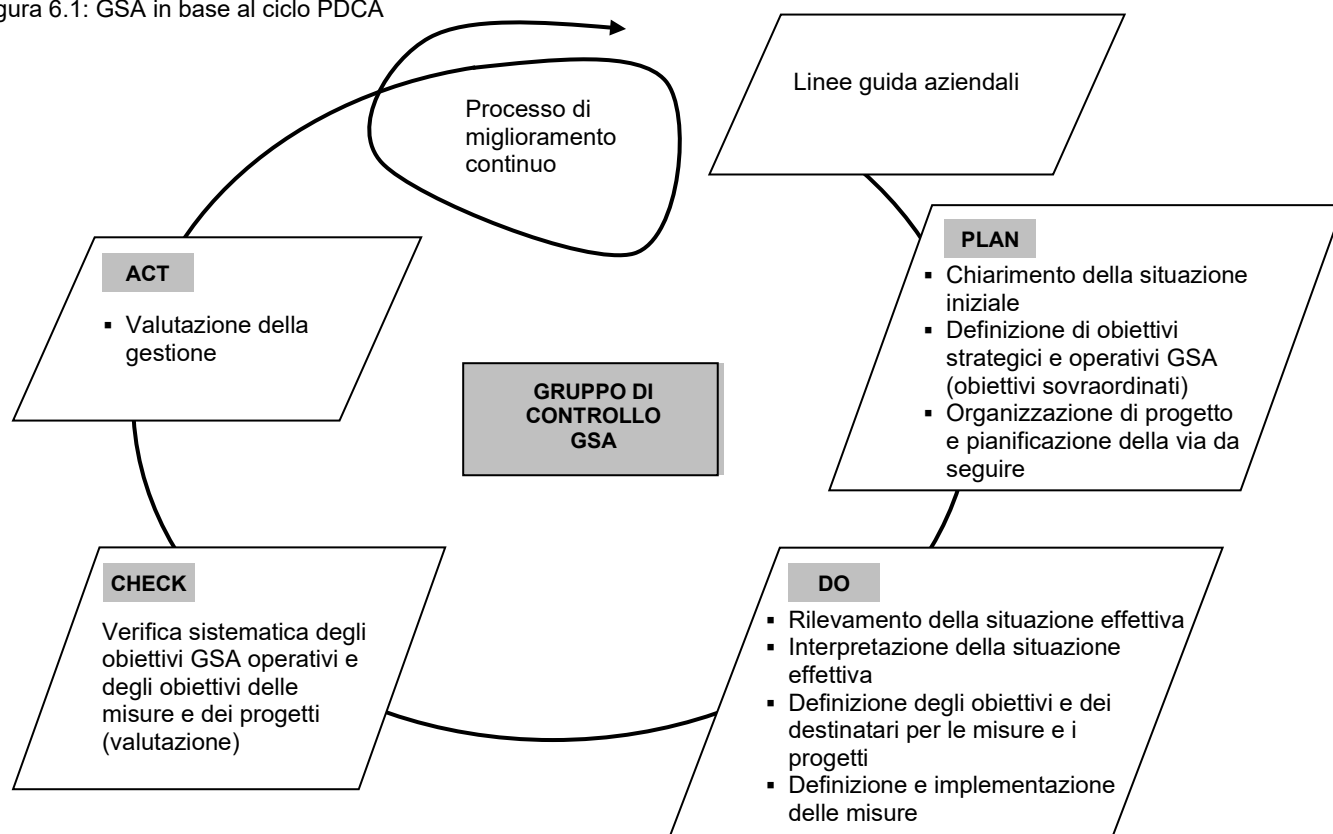 gura 6.1: GSA in base al ciclo PDCA
Linee guida aziendali
Processo di
miglioramento
continuo
PLAN
▪ Chiarimento della situazione
iniziale
▪ Definizione di obiettivi
strategici e operativi GSA
(obiettivi sovraordinati)
▪ Organizzazione di progetto
e pianificazione della via da
seguire
ACT
▪ Valutazione della
gestione
GRUPPO DI
CONTROLLO
GSA
CHECK
Verifica sistematica degli
obiettivi GSA operativi e
degli obiettivi delle
misure e dei progetti
(valutazione)
DO
▪ Rilevamento della situazione effettiva
▪ Interpretazione della situazione
effettiva
▪ Definizione degli obiettivi e dei
destinatari per le misure e i
progetti
▪ Definizione e implementazione
delle misure